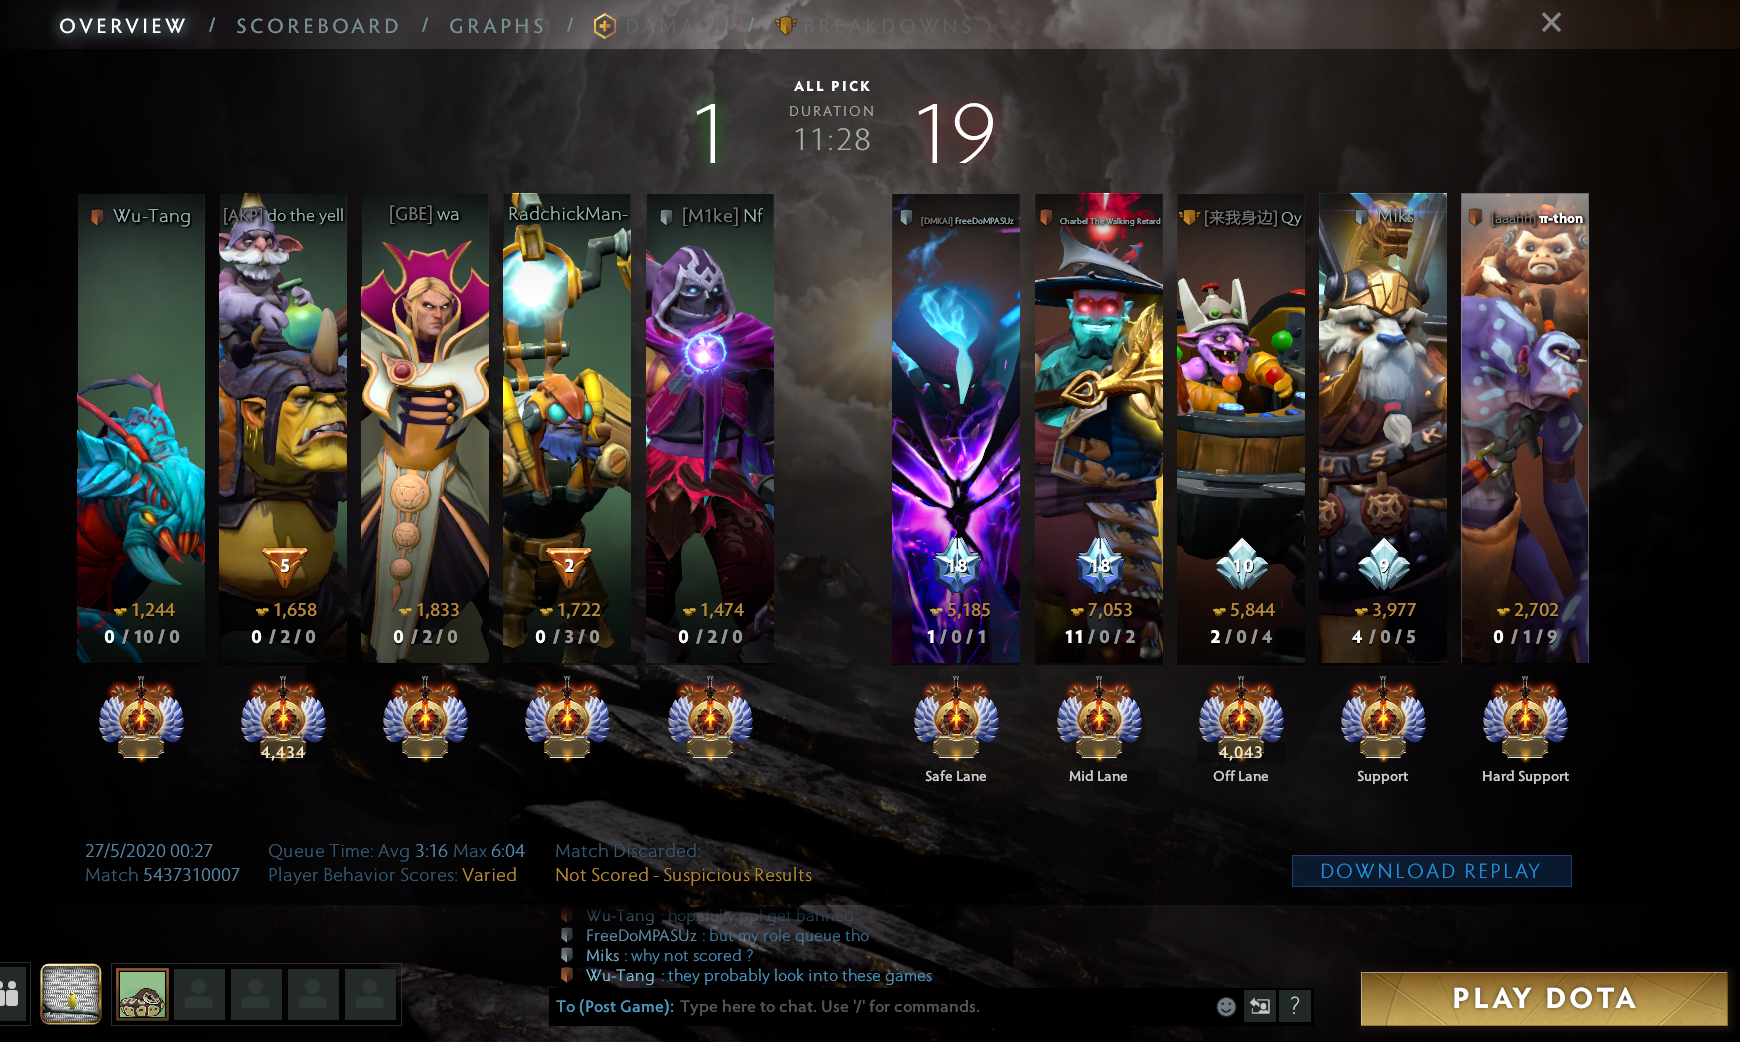 OVERVIEW / SCOREBOARD / GRAPHS / DAMAGE / BREAKDOWNS
ALL PICK
DURATION
1 11:28 19
Wu-Tang [AKP] do the yell [GBE] wa RadchickMan- [M1ke] Nf [DMKAI] FreeDoMPASUz Charbel The Walking Retard [来我身边] Qy Miks [aaahh] π-thon
5 2 18 18 10 9
1,244 1,658 1,833 1,722 1,474 5,185 7,053 5,844 3,977 2,702
0 / 10 / 0 0 / 2 / 0 0 / 2 / 0 0 / 3 / 0 0 / 2 / 0 1 / 0 / 1 11 / 0 / 2 2 / 0 / 4 4 / 0 / 5 0 / 1 / 9
4,434 4,043
Safe Lane Mid Lane Off Lane Support Hard Support
27/5/2020 00:27 Queue Time: Avg 3:16 Max 6:04 Match Discarded:
Match 5437310007 Player Behavior Scores: Varied Not Scored - Suspicious Results
DOWNLOAD REPLAY
Wu-Tang : hopefully ppl get banned
FreeDoMPASUz : but my role queue tho
Miks : why not scored ?
Wu-Tang : they probably look into these games
To (Post Game): Type here to chat. Use '/' for commands.
?
PLAY DOTA